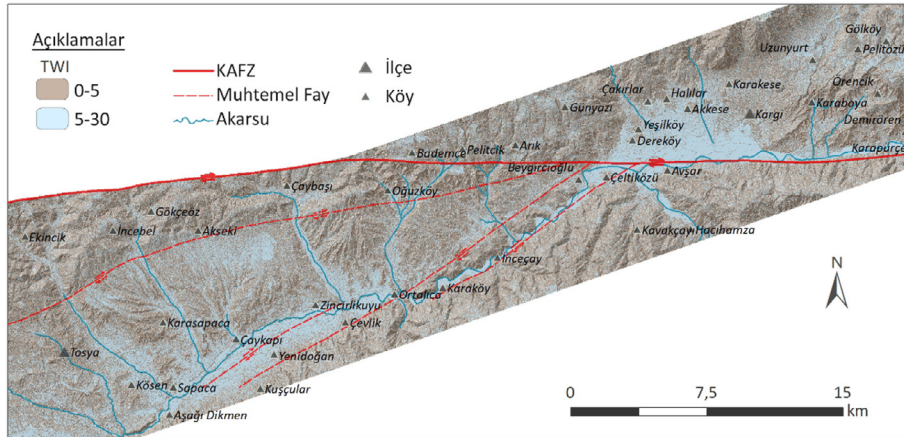 Açıklamalar
TWI
0-5
5-30
KAFZ
Muhtemel Fay
Akarsu
İlçe
Köy
Gölköy
Uzunyurt
Pelitözü
Çakırlar
Halılar
Karakese
Örencik
Günyazı
Akkese
Kargı
Karaboya
Demirören
Yeşilköy
Dereköy
Karapürçe
Budemce
Pelitcik
Arık
Beygircioğlu
Çeltiközü
Avşar
Çaybaşı
Oğuzköy
Gökçeöz
Ekincik
İncebel
Akseki
Kavakçay
Hacıhamza
İnceçay
Ortalıca
Karaköy
Zincirlikuyu
Karasapaca
Çevlik
Çaykapı
Tosya
Yenidoğan
Kösen
Sapaca
Kuşçular
Aşağı Dikmen
N
0
7,5
15
km